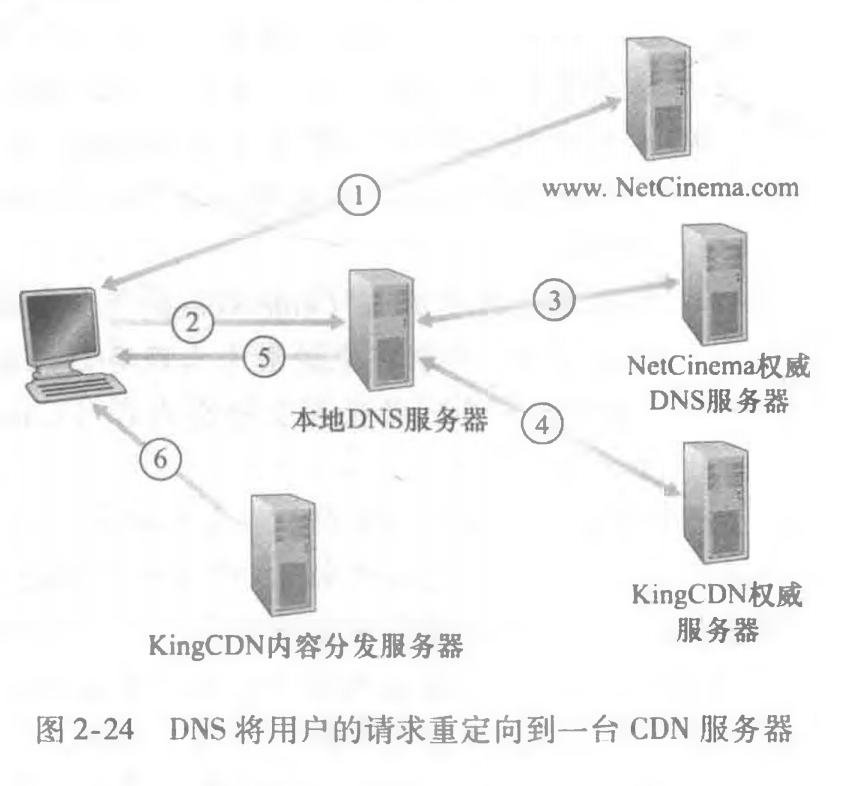 www. NetCinema.com
①
②
③
⑤
NetCinema权威
DNS服务器
本地DNS服务器
④
⑥
KingCDN权威
服务器
KingCDN内容分发服务器
图 2-24 DNS 将用户的请求重定向到一台 CDN 服务器